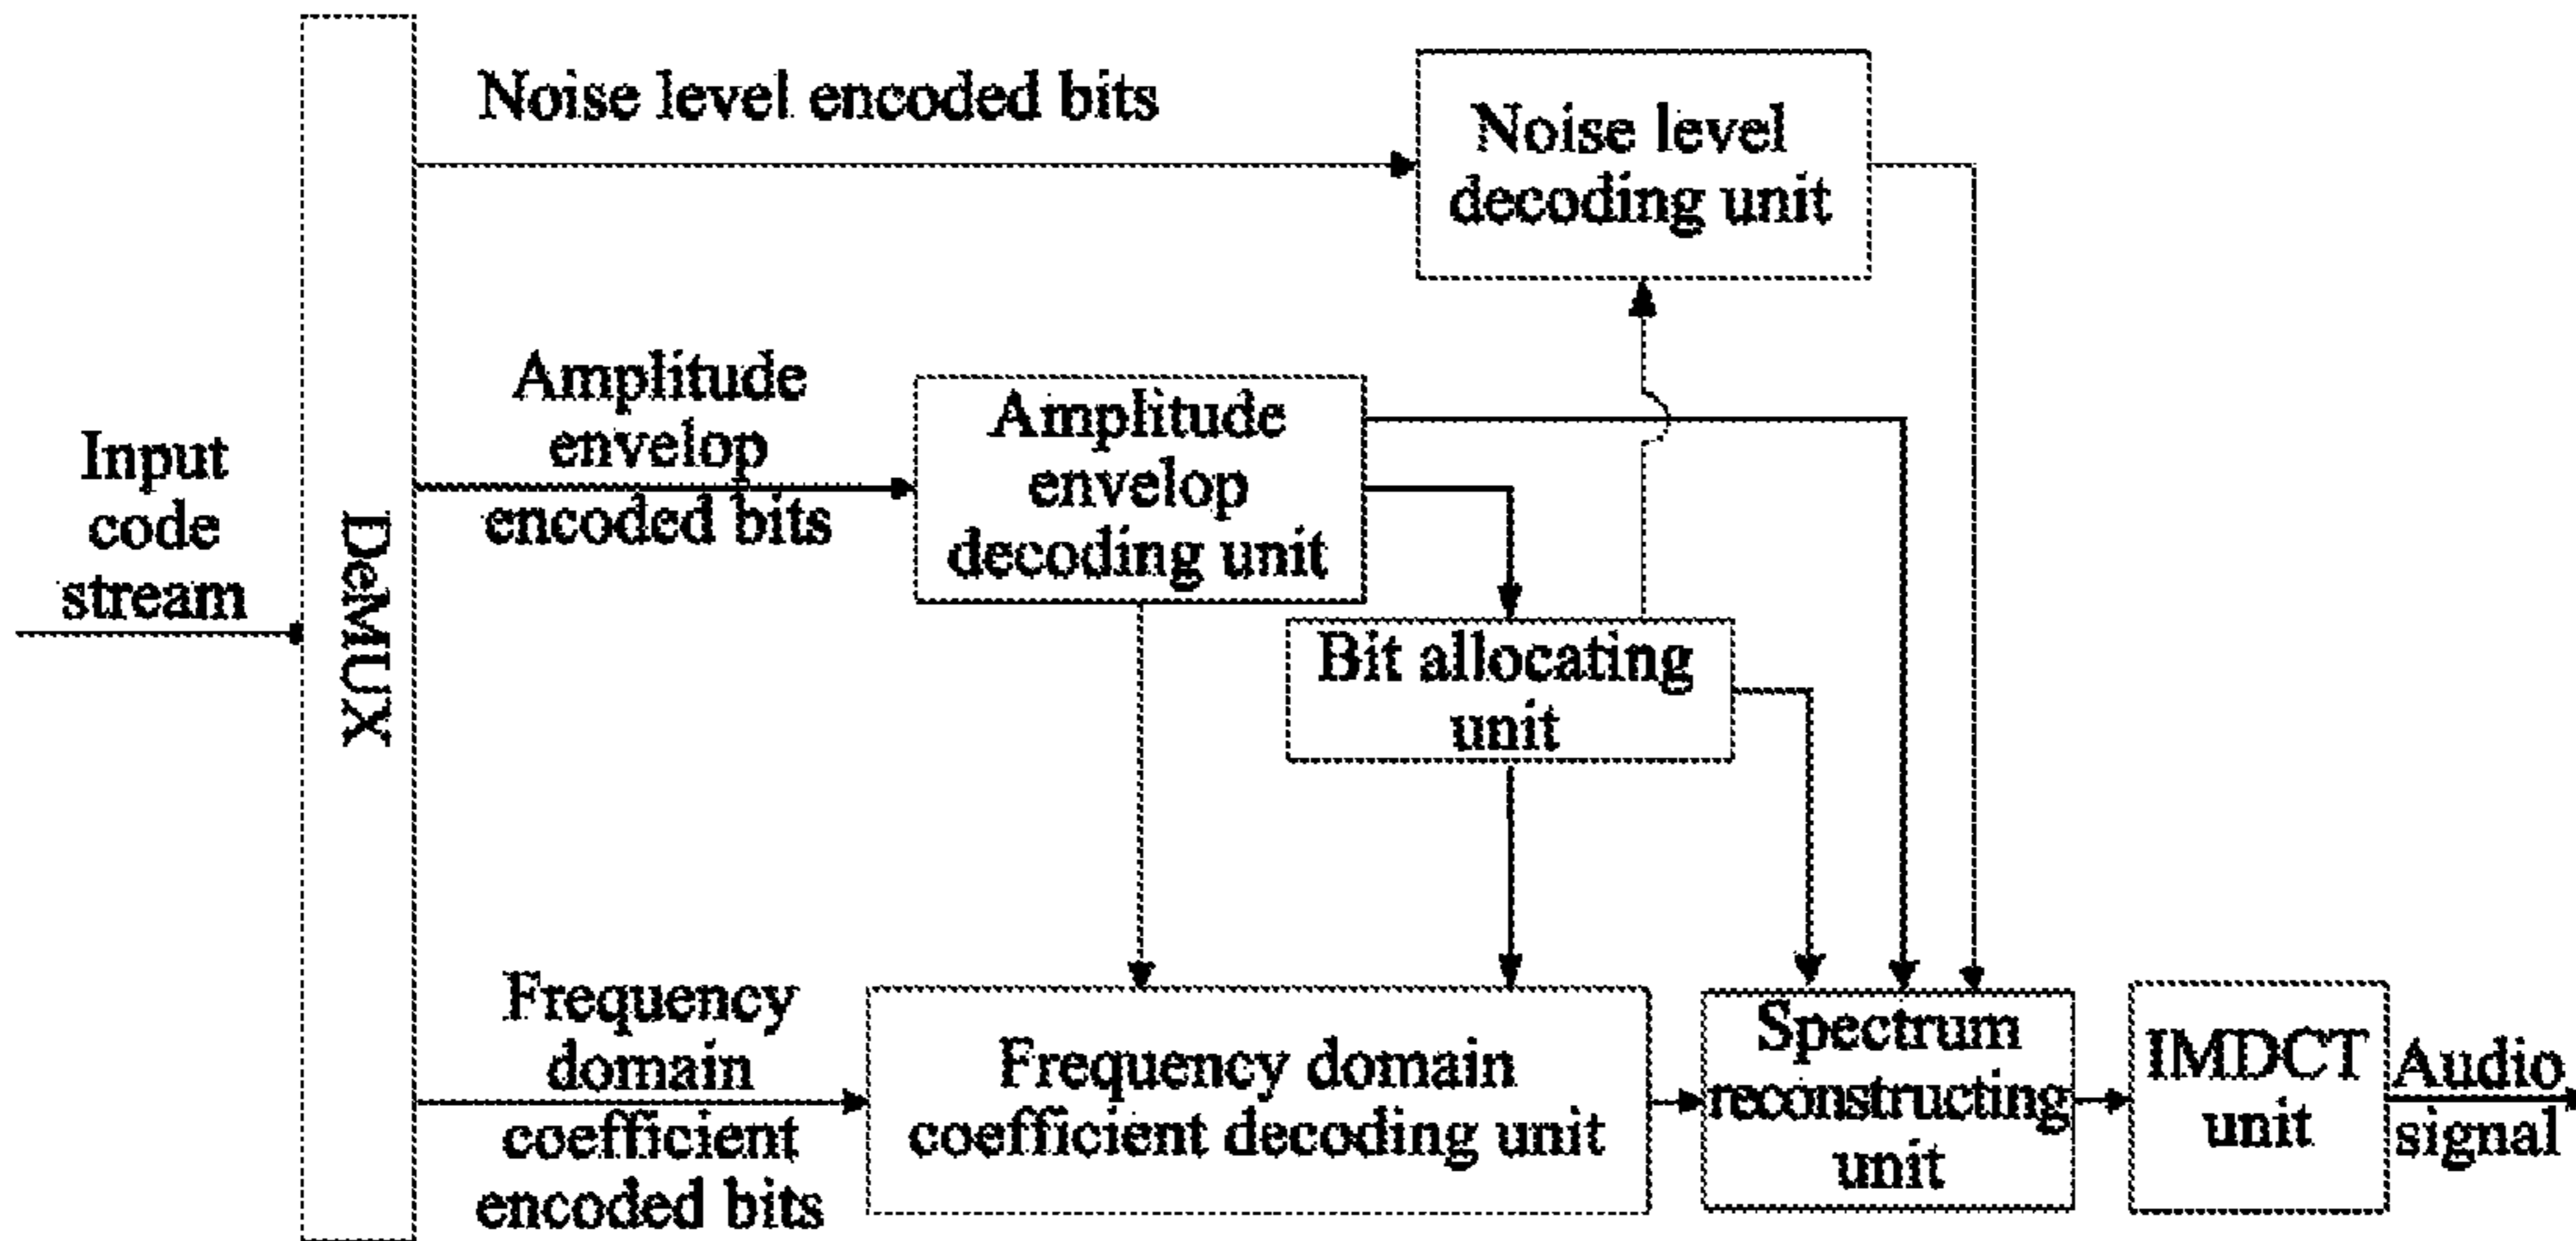 Noise level encoded bits
Noise level
decoding unit
Input
code
stream
DeMUX
Amplitude
envelop
encoded bits
Amplitude
envelop
decoding unit
Bit allocating
unit
Frequency
domain
coefficient
encoded bits
Frequency domain
coefficient decoding unit
Spectrum
reconstructing
unit
IMDCT
unit
Audio
signal